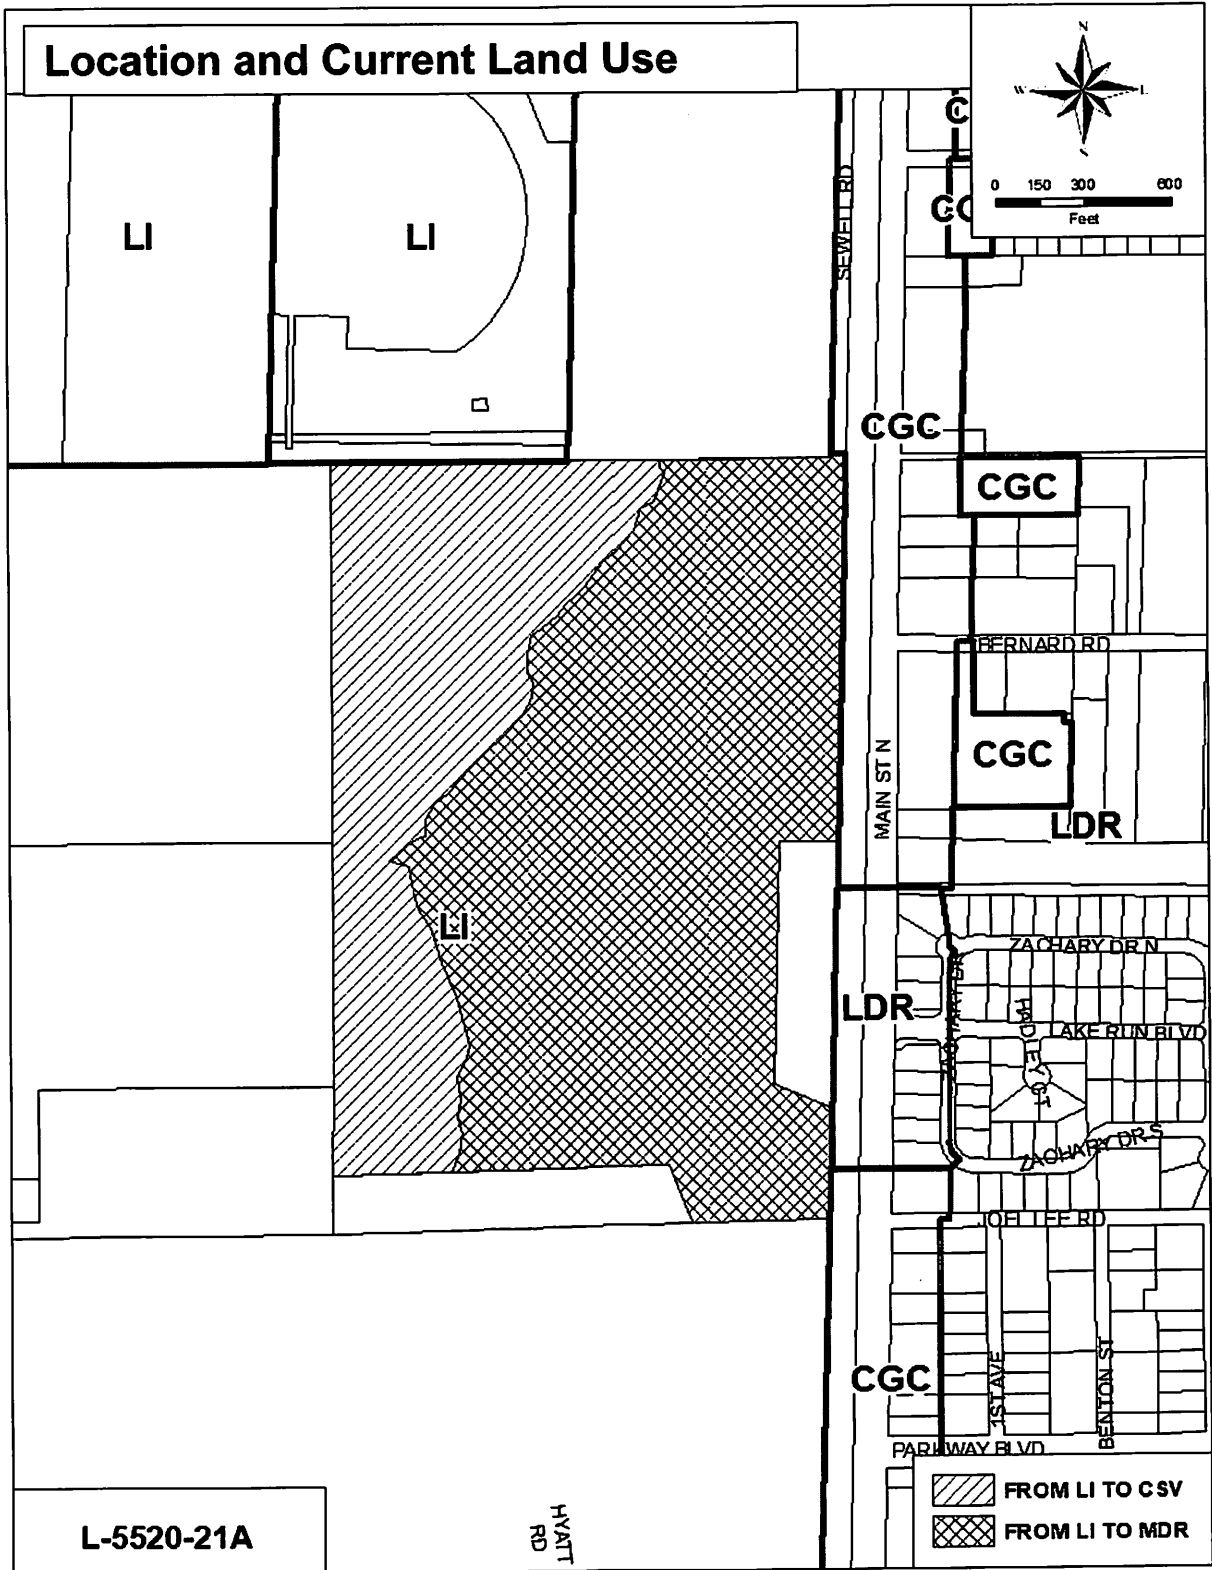 Location and Current Land Use
N
W
S
0 150 300 600
Feet
C
LI
LI
SEWELL RD
CGC
CGC
BERNARD RD
CGC
MAIN ST N
LDR
LI
ZACHARY DR N
LDR
HADLEY CT
LAKE RUN BLVD
ZACHARY DR S
JOEL LEE RD
CGC
1ST AVE
BENTON ST
PARKWAY BLVD
FROM LI TO CSV
FROM LI TO MDR
L-5520-21A
HYATT
RD